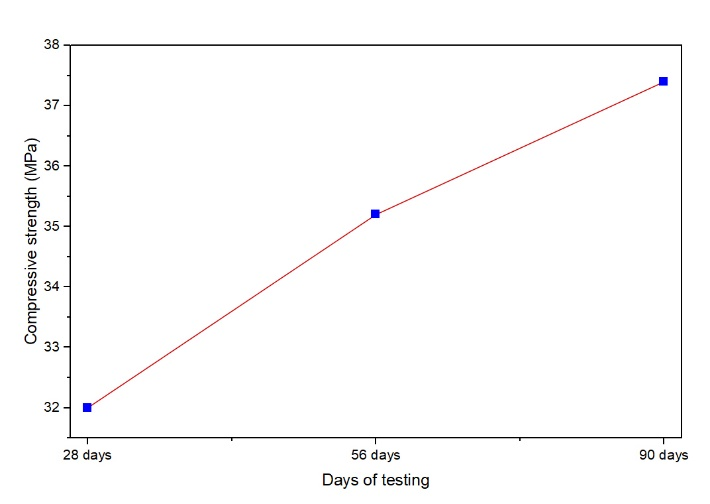 38
37
36
35
34
33
32
Compressive strength (MPa)
28 days
56 days
90 days
Days of testing